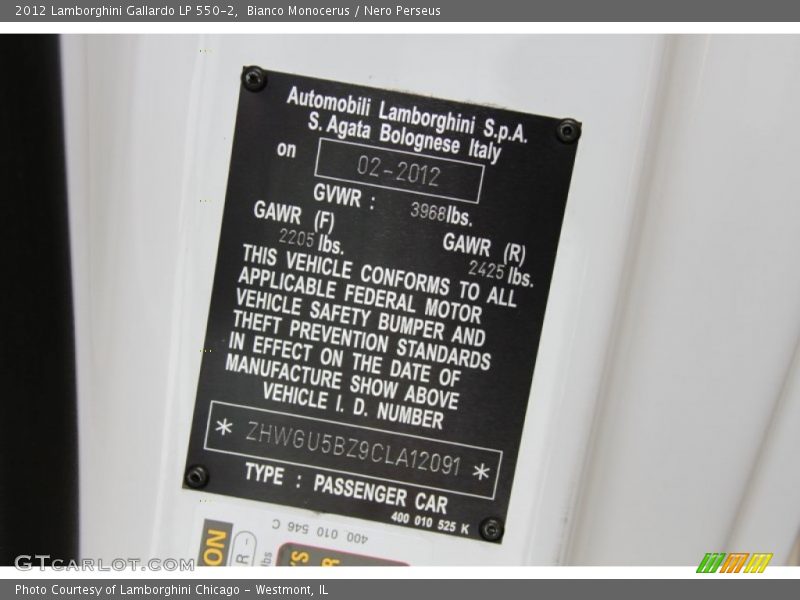 2012 Lamborghini Gallardo LP 550-2, Bianco Monocerus / Nero Perseus
Automobili Lamborghini S.p.A.
S. Agata Bolognese Italy
on 02-2012
GVWR : 3968lbs.
GAWR (F)
2205 lbs.
GAWR (R)
2425 lbs.
THIS VEHICLE CONFORMS TO ALL
APPLICABLE FEDERAL MOTOR
VEHICLE SAFETY BUMPER AND
THEFT PREVENTION STANDARDS
IN EFFECT ON THE DATE OF
MANUFACTURE SHOW ABOVE
VEHICLE I. D. NUMBER
* ZHWGU5BZ9CLA12091 *
TYPE : PASSENGER CAR
400 010 525 K
400 010 546 C
GTCARLOT.COM
Photo Courtesy of Lamborghini Chicago - Westmont, IL